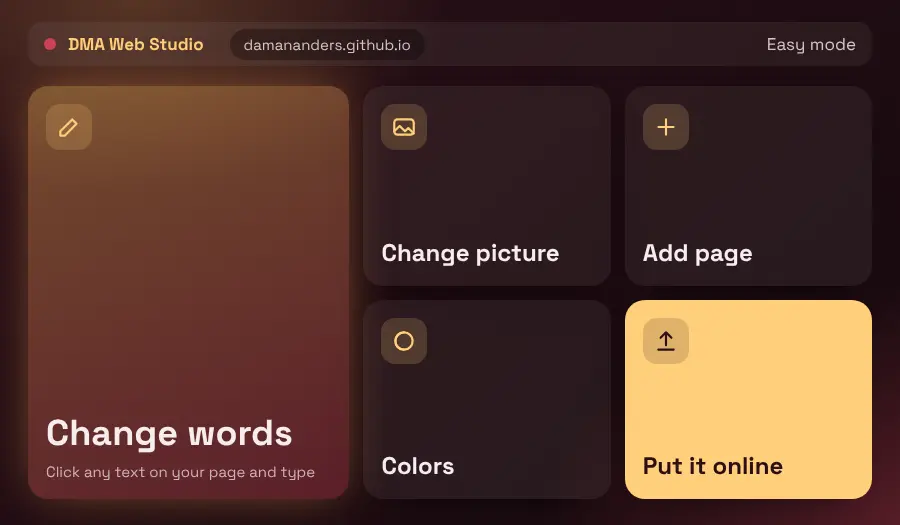 DMA Web Studio
damananders.github.io
Easy mode
Change words
Click any text on your page and type
Change picture
Add page
Colors
Put it online